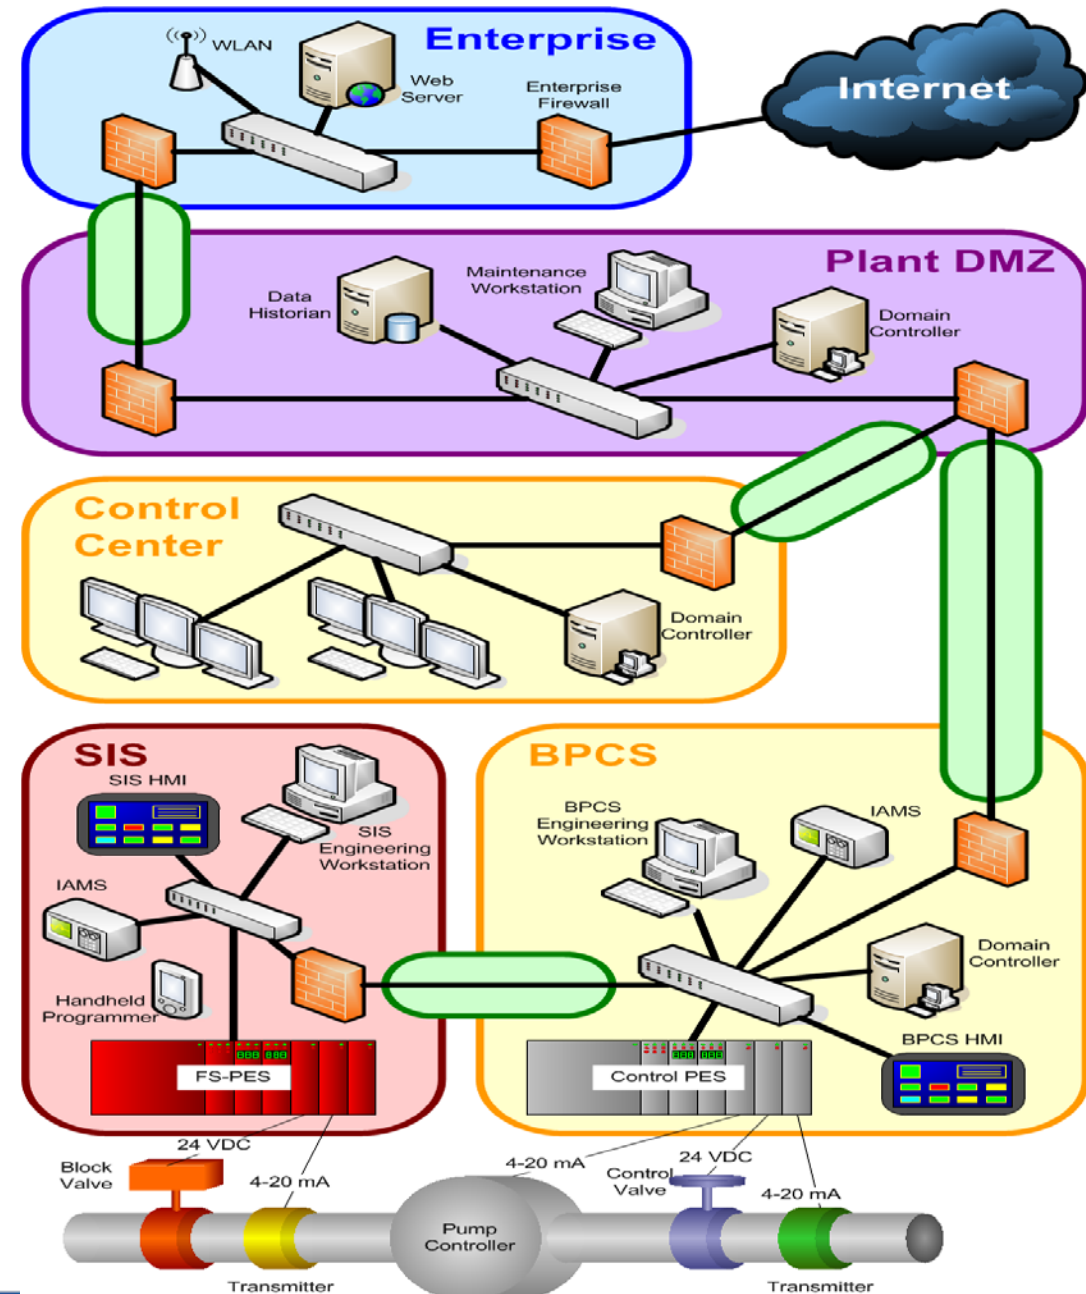 Enterprise
WLAN
Web
Server
Enterprise
Firewall
Internet
Plant DMZ
Data
Historian
Maintenance
Workstation
Domain
Controller
Control
Center
Domain
Controller
SIS
SIS HMI
SIS
Engineering
Workstation
IAMS
Handheld
Programmer
FS-PES
BPCS
BPCS
Engineering
Workstation
IAMS
Domain
Controller
BPCS HMI
Control PES
24 VDC
Block
Valve
4-20 mA
4-20 mA
Pump
Controller
24 VDC
Control
Valve
4-20 mA
Transmitter
Transmitter